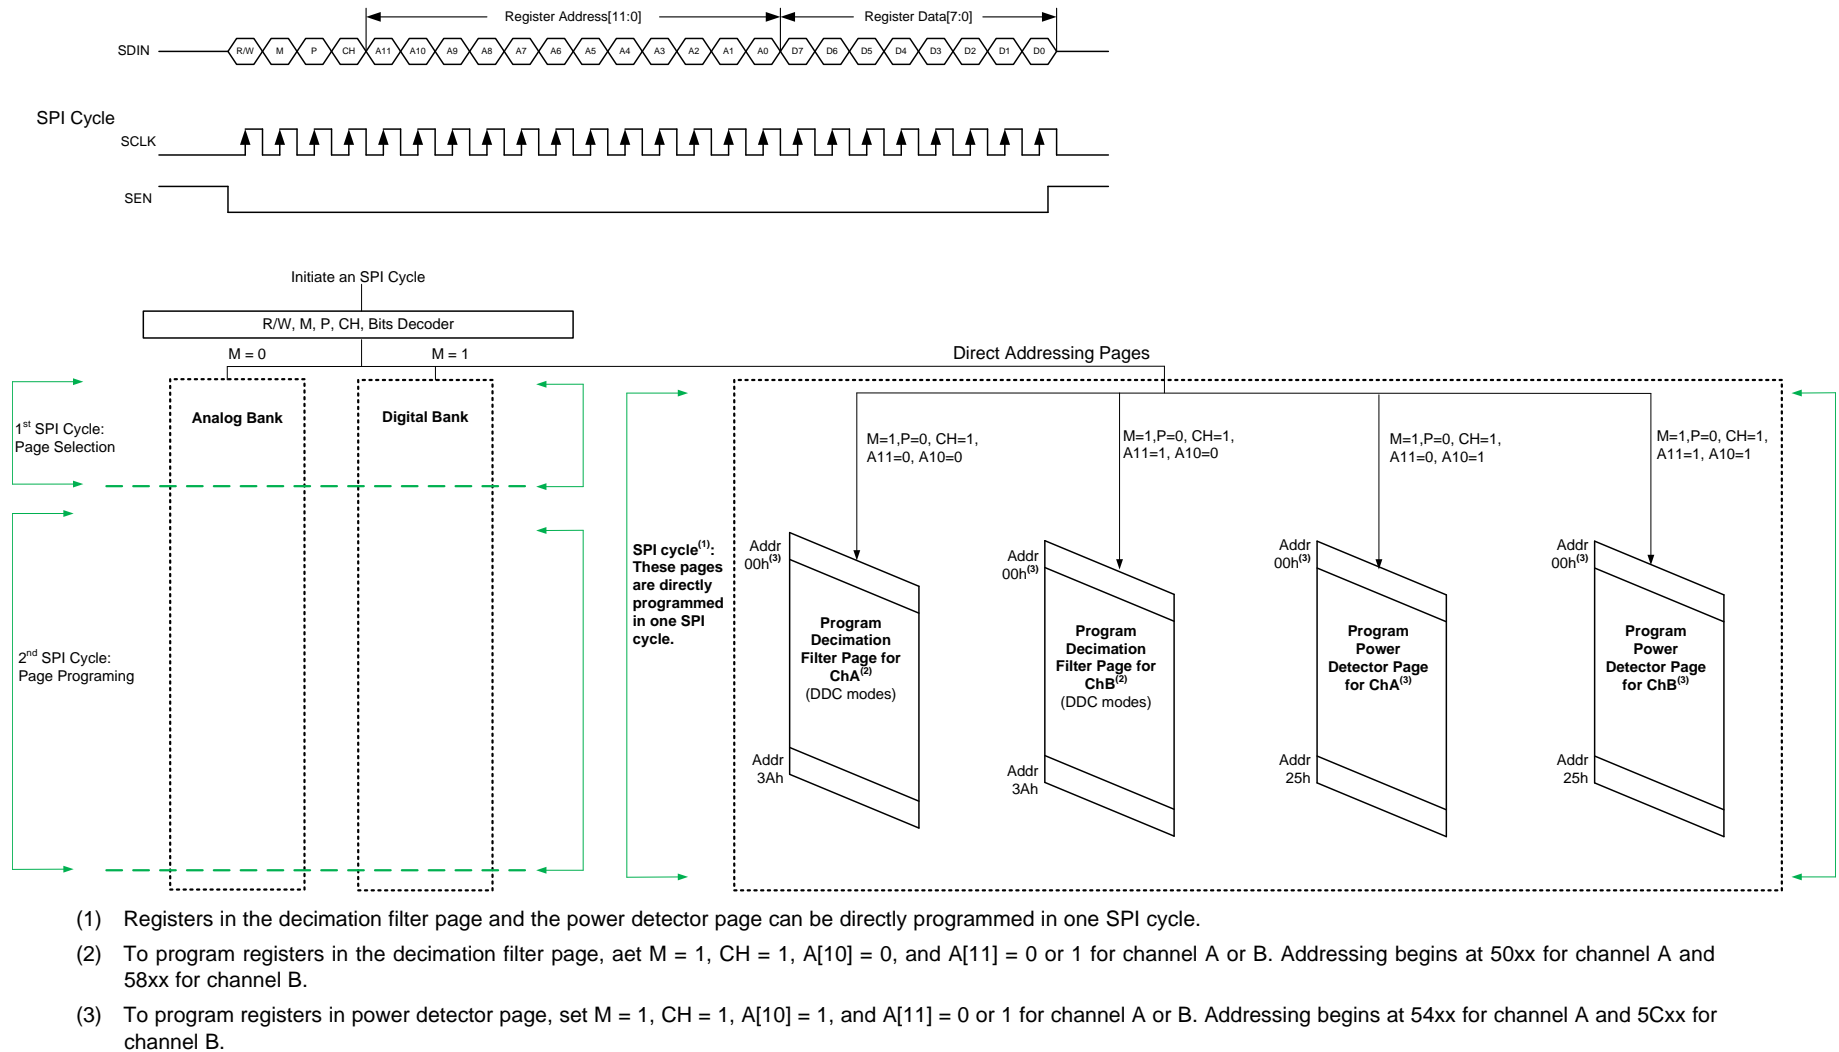 Register Address[11:0] Register Data[7:0]
SDIN R/W M P CH A11 A10 A9 A8 A7 A6 A5 A4 A3 A2 A1 A0 D7 D6 D5 D4 D3 D2 D1 D0
SPI Cycle
SCLK
SEN
Initiate an SPI Cycle
R/W, M, P, CH, Bits Decoder
M = 0 M = 1 Direct Addressing Pages
Analog Bank
Digital Bank
1st SPI Cycle:
Page Selection
2nd SPI Cycle:
Page Programing
SPI cycle(1):
These pages
are directly
programmed
in one SPI
cycle.
M=1,P=0, CH=1,
A11=0, A10=0
Addr
00h(3)
Program
Decimation
Filter Page for
ChA(2)
(DDC modes)
Addr
3Ah
M=1,P=0, CH=1,
A11=1, A10=0
Addr
00h(3)
Program
Decimation
Filter Page for
ChB(2)
(DDC modes)
Addr
3Ah
M=1,P=0, CH=1,
A11=0, A10=1
Addr
00h(3)
Program
Power
Detector Page
for ChA(3)
Addr
25h
M=1,P=0, CH=1,
A11=1, A10=1
Addr
00h(3)
Program
Power
Detector Page
for ChB(3)
Addr
25h
(1) Registers in the decimation filter page and the power detector page can be directly programmed in one SPI cycle.
(2) To program registers in the decimation filter page, aet M = 1, CH = 1, A[10] = 0, and A[11] = 0 or 1 for channel A or B. Addressing begins at 50xx for channel A and
58xx for channel B.
(3) To program registers in power detector page, set M = 1, CH = 1, A[10] = 1, and A[11] = 0 or 1 for channel A or B. Addressing begins at 54xx for channel A and 5Cxx for
channel B.